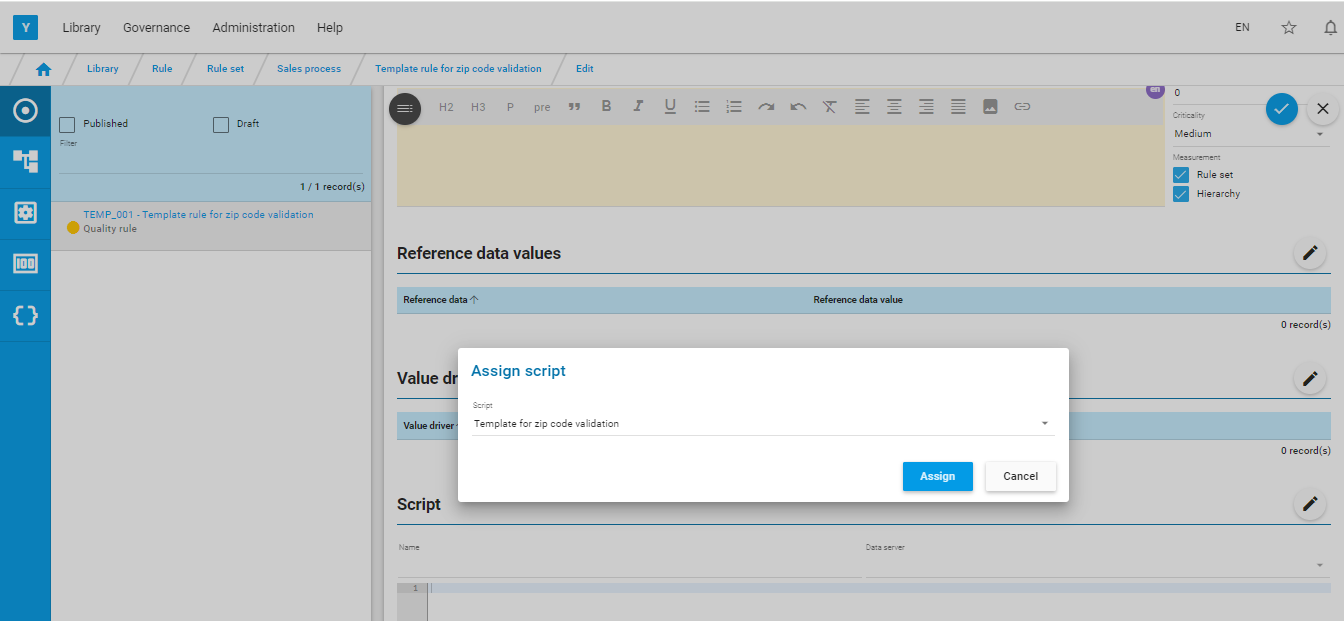 Y Library Governance Administration Help EN
Library Rule Rule set Sales process Template rule for zip code validation Edit
Published Draft
Filter
1 / 1 record(s)
TEMP_001 - Template rule for zip code validation
Quality rule
100
H2 H3 P pre B I U
en
0
Criticality
Medium
Measurement
Rule set
Hierarchy
Reference data values
Reference data Reference data value
0 record(s)
Value dr
Value driver
0 record(s)
Assign script
Script
Template for zip code validation
Assign Cancel
Script
Name Data server
1